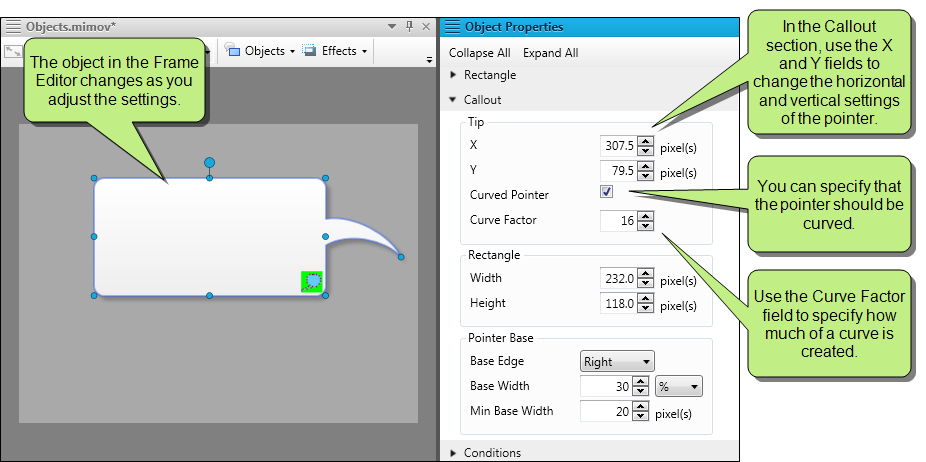 Objects.mimov*
Objects
Effects
The object in the Frame
Editor changes as you
adjust the settings.
Object Properties
Collapse All Expand All
Rectangle
Callout
Tip
X 307.5 pixel(s)
Y 79.5 pixel(s)
Curved Pointer
Curve Factor 16
Rectangle
Width 232.0 pixel(s)
Height 118.0 pixel(s)
Pointer Base
Base Edge Right
Base Width 30 %
Min Base Width 20 pixel(s)
Conditions
In the Callout
section, use the X
and Y fields to
change the horizontal
and vertical settings
of the pointer.
You can specify that
the pointer should be
curved.
Use the Curve Factor
field to specify how
much of a curve is
created.